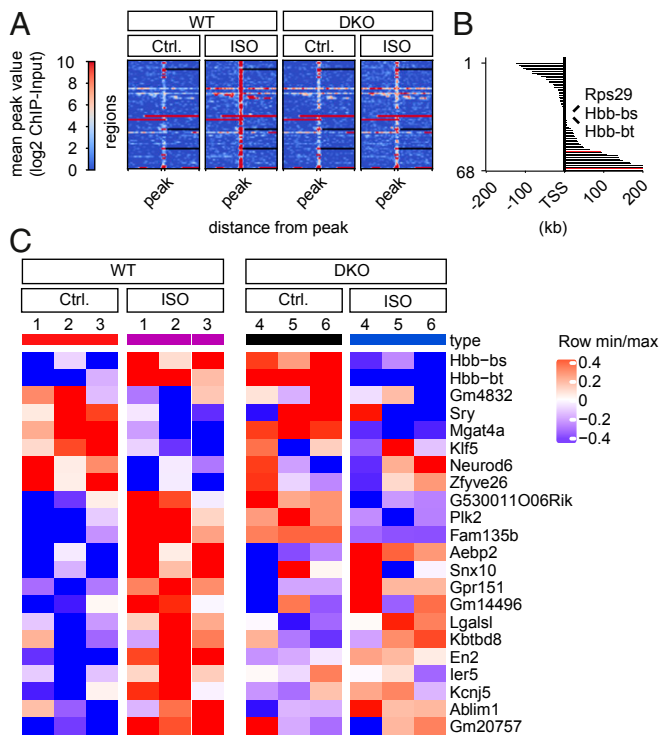 A
WT
DKO
Ctrl.
ISO
Ctrl.
ISO
mean peak value
(log2 ChIP-Input)
10
8
6
4
2
0
regions
peak
peak
peak
peak
distance from peak
B
1
68
Rps29
Hbb-bs
Hbb-bt
-200
-100
TSS
100
200
(kb)
C
WT
DKO
Ctrl.
ISO
Ctrl.
ISO
1 2 3 1 2 3 4 5 6 4 5 6
type
Hbb−bs
Hbb−bt
Gm4832
Sry
Mgat4a
Klf5
Neurod6
Zfyve26
G530011O06Rik
Plk2
Fam135b
Aebp2
Snx10
Gpr151
Gm14496
Lgalsl
Kbtbd8
En2
Ier5
Kcnj5
Ablim1
Gm20757
Row min/max
0.4
0.2
0
−0.2
−0.4